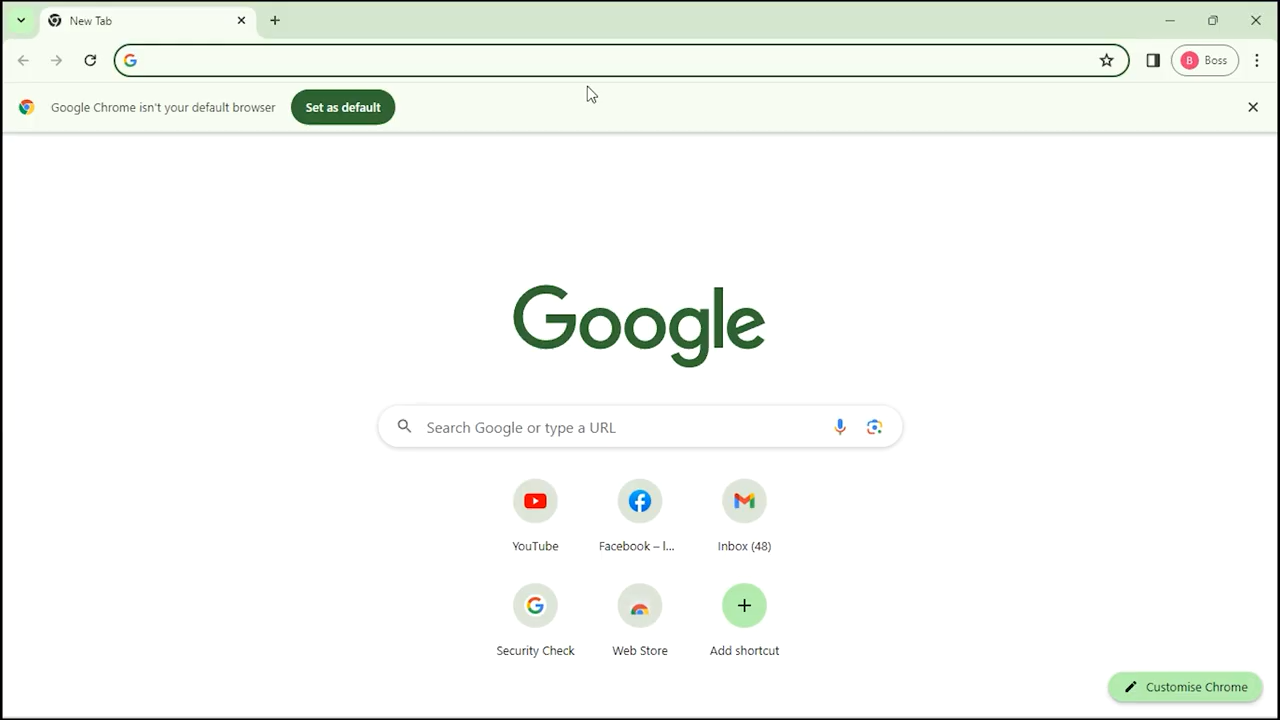 New Tab
B Boss
Google Chrome isn't your default browser Set as default
Google
Search Google or type a URL
YouTube Facebook – l... Inbox (48)
Security Check Web Store Add shortcut
Customise Chrome